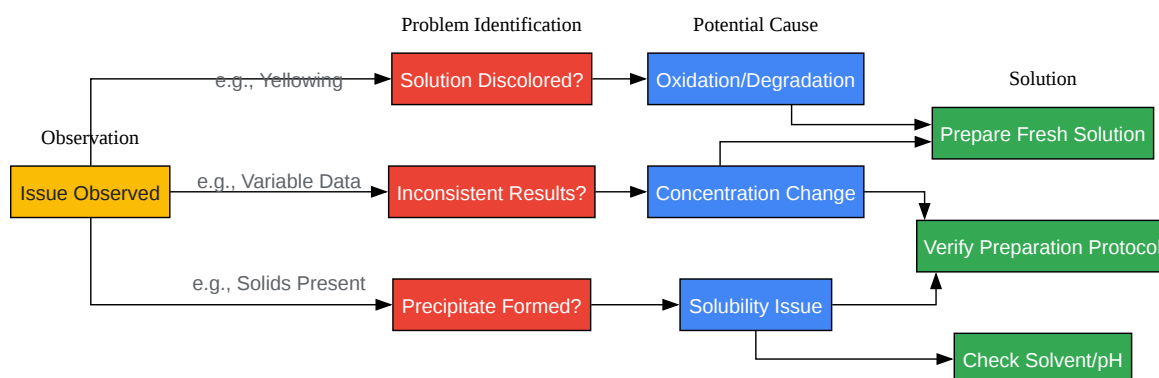 Problem Identification
Potential Cause
Solution
Observation
e.g., Yellowing
Solution Discolored?
Oxidation/Degradation
Prepare Fresh Solution
Issue Observed
e.g., Variable Data
Inconsistent Results?
Concentration Change
Verify Preparation Protocol
e.g., Solids Present
Precipitate Formed?
Solubility Issue
Check Solvent/pH